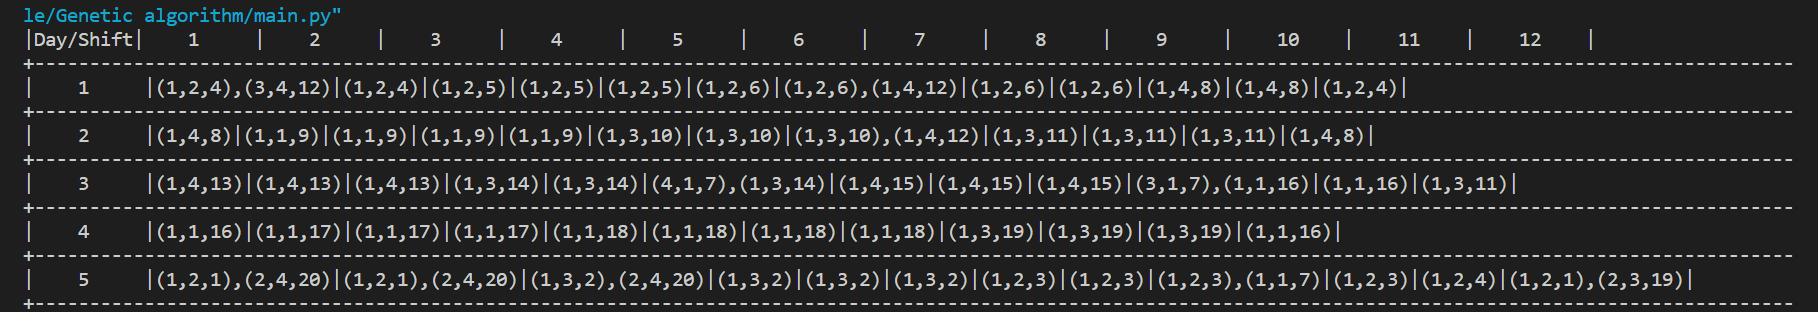 le/Genetic algorithm/main.py"
|Day/Shift|    1     |    2     |    3     |    4     |    5     |    6     |    7     |    8     |    9     |    10    |    11    |    12    |
+----------------------------------------------------------------------------------------------------------------------------------------------------
|    1     |(1,2,4),(3,4,12)|(1,2,4)|(1,2,5)|(1,2,5)|(1,2,5)|(1,2,6)|(1,2,6),(1,4,12)|(1,2,6)|(1,2,6)|(1,4,8)|(1,4,8)|(1,2,4)|
+----------------------------------------------------------------------------------------------------------------------------------------------------
|    2     |(1,4,8)|(1,1,9)|(1,1,9)|(1,1,9)|(1,1,9)|(1,3,10)|(1,3,10)|(1,3,10),(1,4,12)|(1,3,11)|(1,3,11)|(1,3,11)|(1,4,8)|
+----------------------------------------------------------------------------------------------------------------------------------------------------
|    3     |(1,4,13)|(1,4,13)|(1,4,13)|(1,3,14)|(1,3,14)|(4,1,7),(1,3,14)|(1,4,15)|(1,4,15)|(1,4,15)|(3,1,7),(1,1,16)|(1,1,16)|(1,3,11)|
+----------------------------------------------------------------------------------------------------------------------------------------------------
|    4     |(1,1,16)|(1,1,17)|(1,1,17)|(1,1,17)|(1,1,18)|(1,1,18)|(1,1,18)|(1,1,18)|(1,3,19)|(1,3,19)|(1,3,19)|(1,1,16)|
+----------------------------------------------------------------------------------------------------------------------------------------------------
|    5     |(1,2,1),(2,4,20)|(1,2,1),(2,4,20)|(1,3,2),(2,4,20)|(1,3,2)|(1,3,2)|(1,3,2)|(1,2,3)|(1,2,3)|(1,2,3),(1,1,7)|(1,2,3)|(1,2,4)|(1,2,1),(2,3,19)|
+----------------------------------------------------------------------------------------------------------------------------------------------------